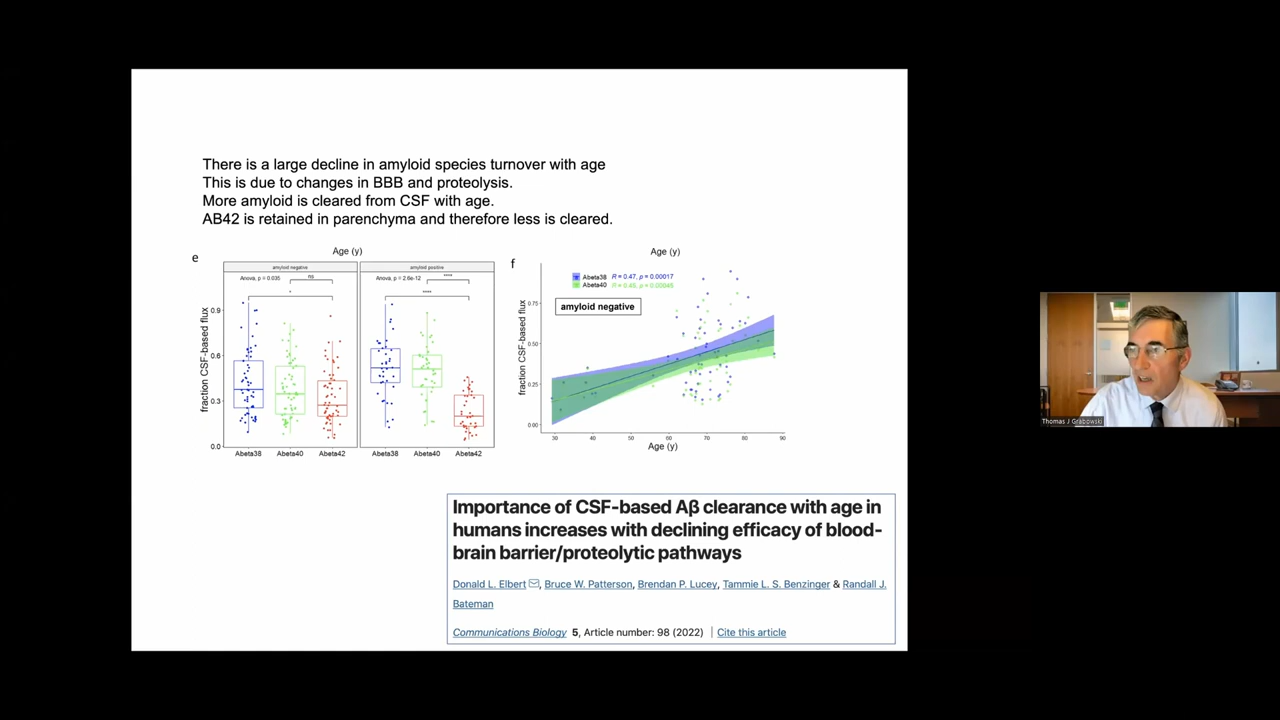 There is a large decline in amyloid species turnover with age
This is due to changes in BBB and proteolysis.
More amyloid is cleared from CSF with age.
AB42 is retained in parenchyma and therefore less is cleared.
e
Age (y)
amyloid negative
amyloid positive
Anova, p = 0.035
ns
*
Anova, p = 2.6e-12
****
****
fraction CSF-based flux
0.9
0.6
0.3
0.0
Abeta38 Abeta40 Abeta42
Abeta38 Abeta40 Abeta42
f
Age (y)
Abeta38 R = 0.47, p = 0.00017
Abeta40 R = 0.45, p = 0.00045
amyloid negative
fraction CSF-based flux
0.75
0.50
0.25
0.00
30 40 50 60 70 80 90
Age (y)
Importance of CSF-based Aβ clearance with age in
humans increases with declining efficacy of blood-
brain barrier/proteolytic pathways
Donald L. Elbert, Bruce W. Patterson, Brendan P. Lucey, Tammie L. S. Benzinger & Randall J.
Bateman
Communications Biology 5, Article number: 98 (2022) | Cite this article
Thomas J Grabowski